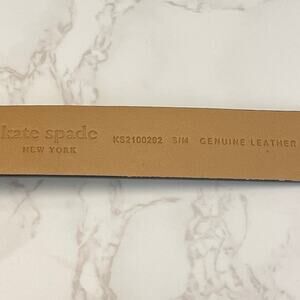 kate spade
NEW YORK
KS2100292 S/M GENUINE LEATHER